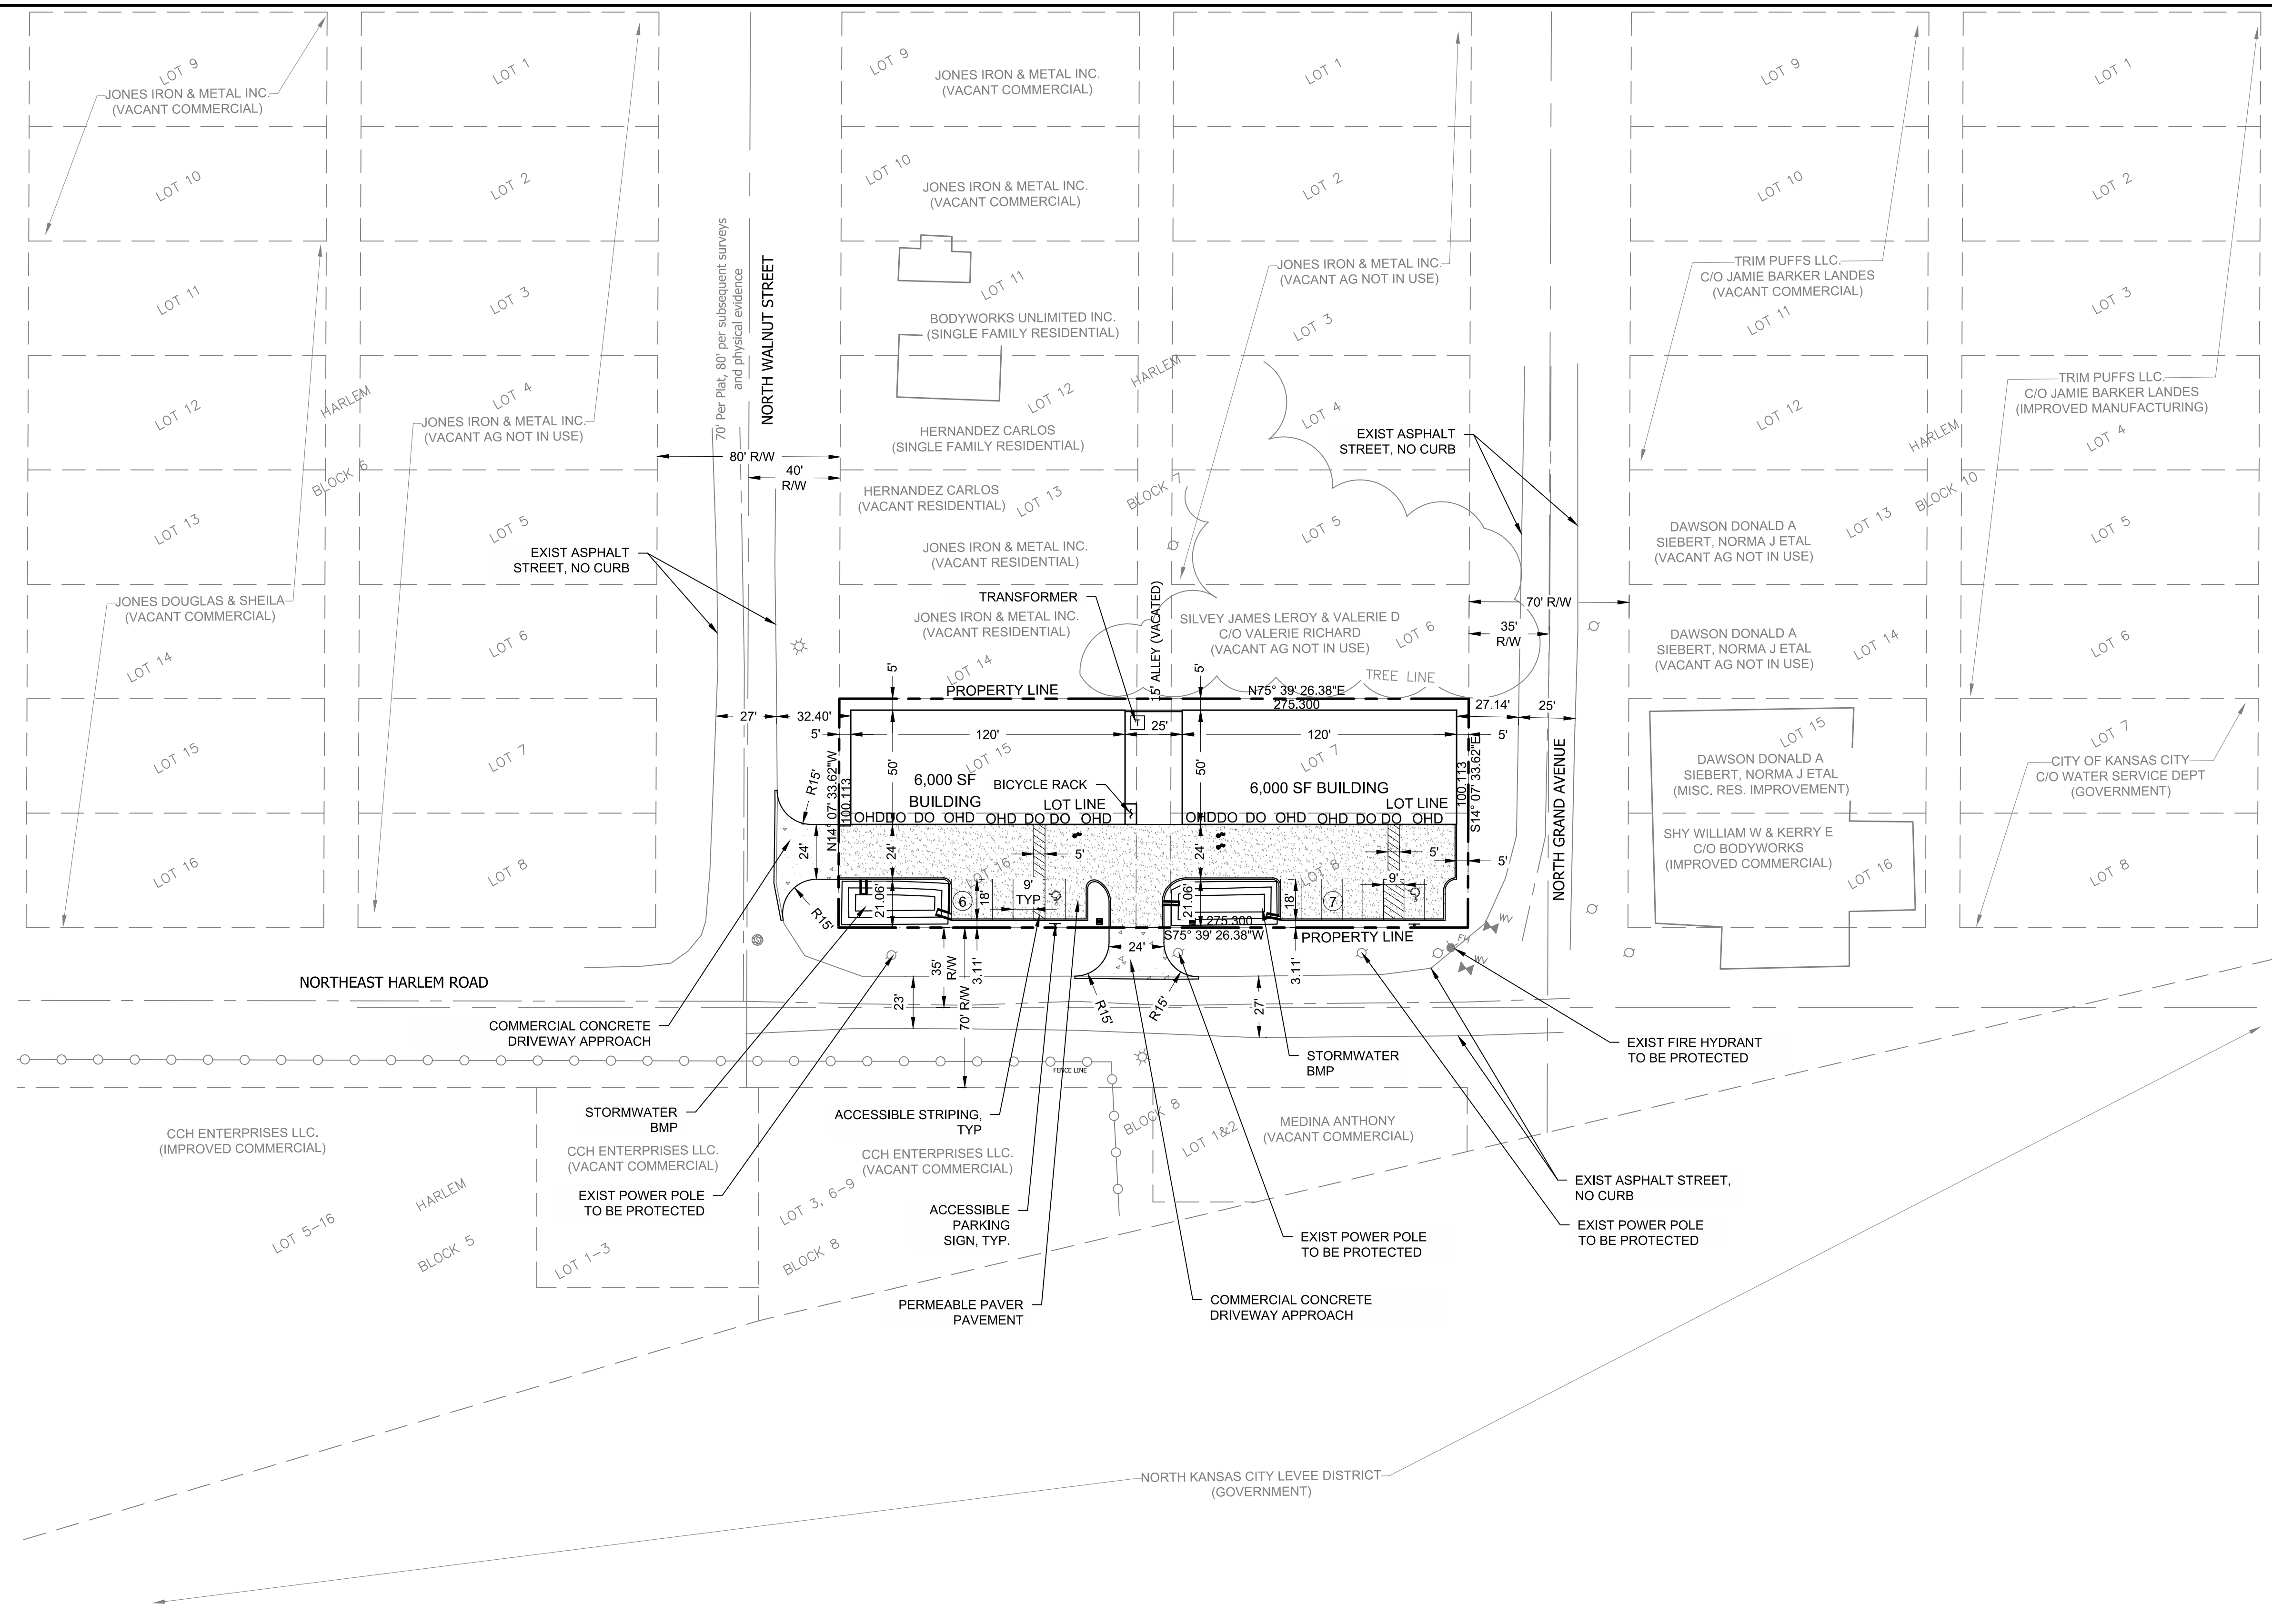 LOT 9
JONES IRON & METAL INC.
(VACANT COMMERCIAL)
LOT 1
LOT 9
JONES IRON & METAL INC.
(VACANT COMMERCIAL)
LOT 1
LOT 9
LOT 1
LOT 10
LOT 2
LOT 10
JONES IRON & METAL INC.
(VACANT COMMERCIAL)
LOT 2
LOT 10
LOT 2
LOT 11
LOT 3
70' Per Plat, 80' per subsequent surveys
and physical evidence
NORTH WALNUT STREET
LOT 11
BODYWORKS UNLIMITED INC.
(SINGLE FAMILY RESIDENTIAL)
JONES IRON & METAL INC.
(VACANT AG NOT IN USE)
LOT 3
TRIM PUFFS LLC.
C/O JAMIE BARKER LANDES
(VACANT COMMERCIAL)
LOT 11
LOT 3
LOT 12
HARLEM
LOT 4
JONES IRON & METAL INC.
(VACANT AG NOT IN USE)
LOT 12
HARLEM
HERNANDEZ CARLOS
(SINGLE FAMILY RESIDENTIAL)
LOT 4
EXIST ASPHALT
STREET, NO CURB
LOT 12
HARLEM
TRIM PUFFS LLC.
C/O JAMIE BARKER LANDES
(IMPROVED MANUFACTURING)
LOT 4
80' R/W
40'
R/W
BLOCK 6
LOT 13
LOT 5
HERNANDEZ CARLOS
(VACANT RESIDENTIAL)
LOT 13
BLOCK 7
LOT 5
DAWSON DONALD A
SIEBERT, NORMA J ETAL
(VACANT AG NOT IN USE)
LOT 13
BLOCK 10
LOT 5
EXIST ASPHALT
STREET, NO CURB
JONES IRON & METAL INC.
(VACANT RESIDENTIAL)
JONES DOUGLAS & SHEILA
(VACANT COMMERCIAL)
LOT 14
LOT 6
TRANSFORMER
JONES IRON & METAL INC.
(VACANT RESIDENTIAL)
LOT 14
15' ALLEY (VACATED)
SILVEY JAMES LEROY & VALERIE D
C/O VALERIE RICHARD
(VACANT AG NOT IN USE)
LOT 6
TREE LINE
70' R/W
35'
R/W
DAWSON DONALD A
SIEBERT, NORMA J ETAL
(VACANT AG NOT IN USE)
LOT 14
LOT 6
5'
PROPERTY LINE
5'
N75° 39' 26.38"E
275.300
27'
32.40'
27.14'
25'
5'
120'
T
25'
120'
5'
LOT 15
LOT 7
N14° 07' 33.62"W
100.113
R15'
50'
LOT 15
6,000 SF
BUILDING
BICYCLE RACK
LOT LINE
50'
LOT 7
6,000 SF BUILDING
LOT LINE
100.113
S14° 07' 33.62"E
NORTH GRAND AVENUE
LOT 15
DAWSON DONALD A
SIEBERT, NORMA J ETAL
(MISC. RES. IMPROVEMENT)
LOT 7
CITY OF KANSAS CITY
C/O WATER SERVICE DEPT
(GOVERNMENT)
OHD DO DO OHD OHD DO DO OHD
OHD DO DO OHD OHD DO DO OHD
LOT 16
LOT 8
24'
24'
5'
LOT 16
24'
5'
LOT 8
5'
SHY WILLIAM W & KERRY E
C/O BODYWORKS
(IMPROVED COMMERCIAL)
LOT 16
LOT 8
R15'
21.06'
6
18'
9'
TYP
21.06'
18'
7
9'
275.300
S75° 39' 26.38"W
PROPERTY LINE
WV
FH
WV
NORTHEAST HARLEM ROAD
35'
R/W
3.11'
24'
3.11'
23'
70' R/W
R15'
R15'
27'
COMMERCIAL CONCRETE
DRIVEWAY APPROACH
STORMWATER
BMP
EXIST FIRE HYDRANT
TO BE PROTECTED
FENCE LINE
STORMWATER
BMP
ACCESSIBLE STRIPING,
TYP
BLOCK 8
LOT 1&2
MEDINA ANTHONY
(VACANT COMMERCIAL)
CCH ENTERPRISES LLC.
(IMPROVED COMMERCIAL)
CCH ENTERPRISES LLC.
(VACANT COMMERCIAL)
CCH ENTERPRISES LLC.
(VACANT COMMERCIAL)
HARLEM
EXIST POWER POLE
TO BE PROTECTED
LOT 3, 6-9
EXIST ASPHALT STREET,
NO CURB
LOT 5-16
BLOCK 5
LOT 1-3
BLOCK 8
ACCESSIBLE
PARKING
SIGN, TYP.
EXIST POWER POLE
TO BE PROTECTED
EXIST POWER POLE
TO BE PROTECTED
PERMEABLE PAVER
PAVEMENT
COMMERCIAL CONCRETE
DRIVEWAY APPROACH
NORTH KANSAS CITY LEVEE DISTRICT
(GOVERNMENT)